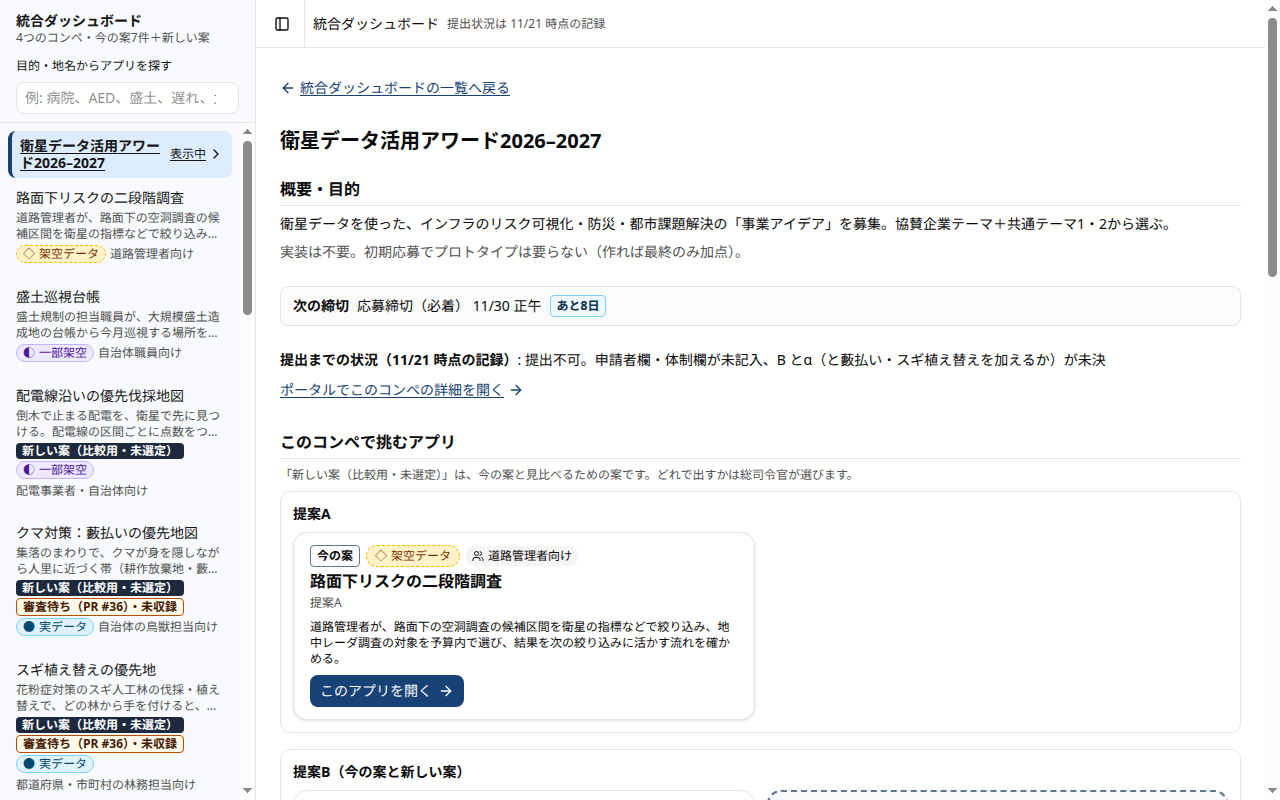 統合ダッシュボード
4つのコンペ・今の案7件＋新しい案
目的・地名からアプリを探す
例: 病院、AED、盛土、遅れ、
衛星データ活用アワー
ド2026–2027
表示中
路面下リスクの二段階調査
道路管理者が、路面下の空洞調査の候
補区間を衛星の指標などで絞り込み…
◇ 架空データ 道路管理者向け
盛土巡視台帳
盛土規制の担当職員が、大規模盛土造
成地の台帳から今月巡視する場所を…
◐ 一部架空 自治体職員向け
配電線沿いの優先伐採地図
倒木で止まる配電を、衛星で先に見つ
ける。配電線の区間ごとに点数をつ…
新しい案（比較用・未選定）
◐ 一部架空
配電事業者・自治体向け
クマ対策：藪払いの優先地図
集落のまわりで、クマが身を隠しなが
ら人里に近づく帯（耕作放棄地・藪…
新しい案（比較用・未選定）
審査待ち（PR #36）・未収録
● 実データ 自治体の鳥獣担当向け
スギ植え替えの優先地
花粉症対策のスギ人工林の伐採・植え
替えで、どの林から手を付けると、…
新しい案（比較用・未選定）
審査待ち（PR #36）・未収録
● 実データ
都道府県・市町村の林務担当向け
統合ダッシュボード 提出状況は 11/21 時点の記録
← 統合ダッシュボードの一覧へ戻る
衛星データ活用アワード2026–2027
概要・目的
衛星データを使った、インフラのリスク可視化・防災・都市課題解決の「事業アイデア」を募集。協賛企業テーマ＋共通テーマ1・2から選ぶ。
実装は不要。初期応募でプロトタイプは要らない（作れば最終のみ加点）。
次の締切 応募締切（必着） 11/30 正午 あと8日
提出までの状況（11/21 時点の記録）: 提出不可。申請者欄・体制欄が未記入、B とα（と藪払い・スギ植え替えを加えるか）が未決
ポータルでこのコンペの詳細を開く →
このコンペで挑むアプリ
「新しい案（比較用・未選定）」は、今の案と見比べるための案です。どれで出すかは総司令官が選びます。
提案A
今の案 ◇ 架空データ 道路管理者向け
路面下リスクの二段階調査
提案A
道路管理者が、路面下の空洞調査の候補区間を衛星の指標などで絞り込み、地
中レーダ調査の対象を予算内で選び、結果を次の絞り込みに活かす流れを確か
める。
このアプリを開く →
提案B（今の案と新しい案）